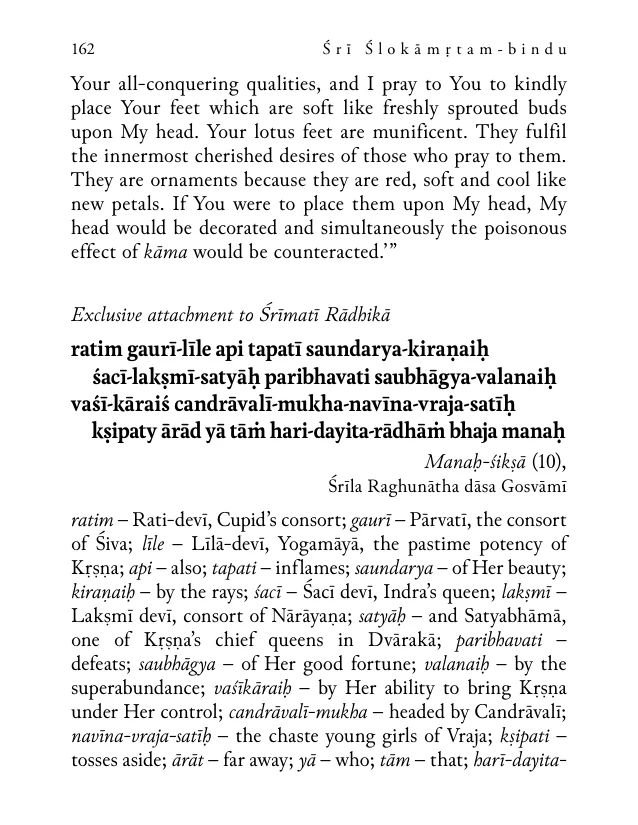 162
Śrī Ślokāmṛtam-bindu
Your all-conquering qualities, and I pray to You to kindly
place Your feet which are soft like freshly sprouted buds
upon My head. Your lotus feet are munificent. They fulfil
the innermost cherished desires of those who pray to them.
They are ornaments because they are red, soft and cool like
new petals. If You were to place them upon My head, My
head would be decorated and simultaneously the poisonous
effect of kāma would be counteracted.’”
Exclusive attachment to Śrīmatī Rādhikā
ratim gaurī-līle api tapatī saundarya-kiraṇaiḥ
śacī-lakṣmī-satyāḥ paribhavati saubhāgya-valanaiḥ
vaśī-kāraiś candrāvalī-mukha-navīna-vraja-satīḥ
kṣipaty ārād yā tāṁ hari-dayita-rādhāṁ bhaja manaḥ
Manaḥ-śikṣā (10),
Śrīla Raghunātha dāsa Gosvāmī
ratim – Rati-devī, Cupid’s consort; gaurī – Pārvatī, the consort
of Śiva; līle – Līlā-devī, Yogamāyā, the pastime potency of
Kṛṣṇa; api – also; tapati – inflames; saundarya – of Her beauty;
kiraṇaiḥ – by the rays; śacī – Śacī devī, Indra’s queen; lakṣmī –
Lakṣmī devī, consort of Nārāyaṇa; satyāḥ – and Satyabhāmā,
one of Kṛṣṇa’s chief queens in Dvārakā; paribhavati –
defeats; saubhāgya – of Her good fortune; valanaiḥ – by the
superabundance; vaśīkāraiḥ – by Her ability to bring Kṛṣṇa
under Her control; candrāvalī-mukha – headed by Candrāvalī;
navīna-vraja-satīḥ – the chaste young girls of Vraja; kṣipati –
tosses aside; ārāt – far away; yā – who; tām – that; harī-dayita-